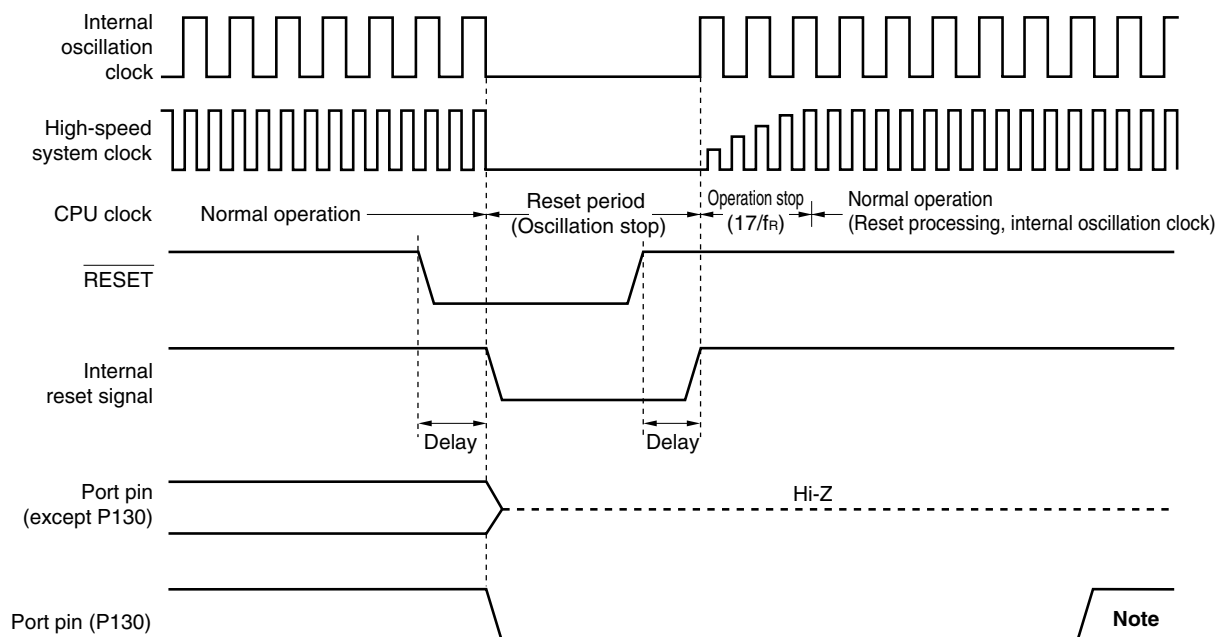 Internal
oscillation
clock
High-speed
system clock
CPU clock
Normal operation
Reset period
(Oscillation stop)
Operation stop
(17/fR)
Normal operation
(Reset processing, internal oscillation clock)
RESET
Internal
reset signal
Delay
Delay
Port pin
(except P130)
Hi-Z
Port pin (P130)
Note